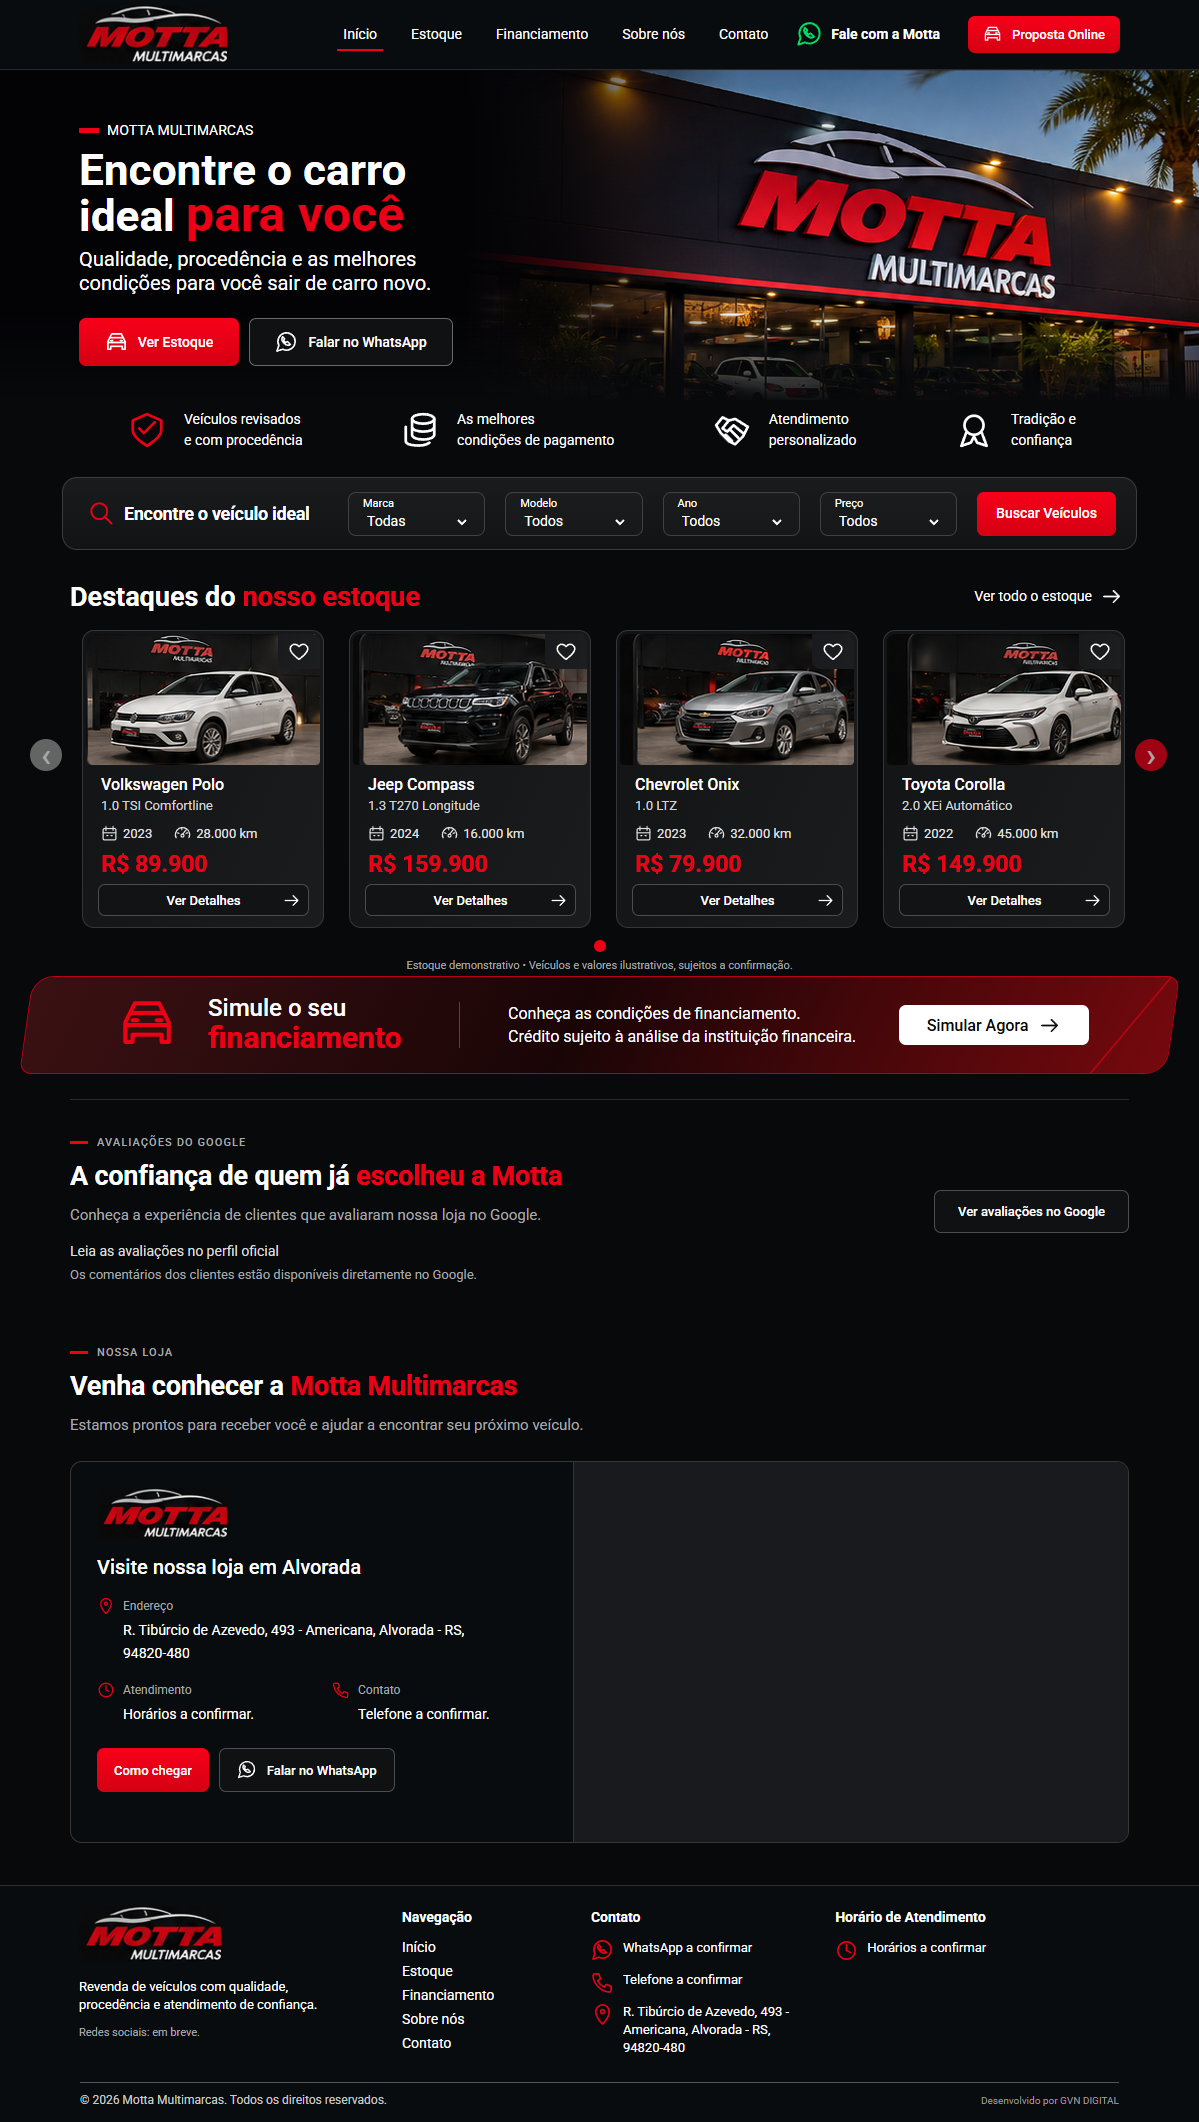 MOTTA
MULTIMARCAS
Início
Estoque
Financiamento
Sobre nós
Contato
Fale com a Motta
Proposta Online
MOTTA MULTIMARCAS
Encontre o carro
ideal para você
Qualidade, procedência e as melhores
condições para você sair de carro novo.
Ver Estoque
Falar no WhatsApp
MOTTA
MULTIMARCAS
Veículos revisados
e com procedência
As melhores
condições de pagamento
Atendimento
personalizado
Tradição e
confiança
Encontre o veículo ideal
Marca
Todas
Modelo
Todos
Ano
Todos
Preço
Todos
Buscar Veículos
Destaques do nosso estoque
Ver todo o estoque
MOTTA
MULTIMARCAS
Volkswagen Polo
1.0 TSI Comfortline
2023
28.000 km
R$ 89.900
Ver Detalhes
MOTTA
MULTIMARCAS
Jeep Compass
1.3 T270 Longitude
2024
16.000 km
R$ 159.900
Ver Detalhes
MOTTA
MULTIMARCAS
Chevrolet Onix
1.0 LTZ
2023
32.000 km
R$ 79.900
Ver Detalhes
MOTTA
MULTIMARCAS
Toyota Corolla
2.0 XEi Automático
2022
45.000 km
R$ 149.900
Ver Detalhes
Estoque demonstrativo • Veículos e valores ilustrativos, sujeitos a confirmação.
Simule o seu
financiamento
Conheça as condições de financiamento.
Crédito sujeito à análise da instituição financeira.
Simular Agora
AVALIAÇÕES DO GOOGLE
A confiança de quem já escolheu a Motta
Conheça a experiência de clientes que avaliaram nossa loja no Google.
Leia as avaliações no perfil oficial
Os comentários dos clientes estão disponíveis diretamente no Google.
Ver avaliações no Google
NOSSA LOJA
Venha conhecer a Motta Multimarcas
Estamos prontos para receber você e ajudar a encontrar seu próximo veículo.
MOTTA
MULTIMARCAS
Visite nossa loja em Alvorada
Endereço
R. Tibúrcio de Azevedo, 493 - Americana, Alvorada - RS,
94820-480
Atendimento
Horários a confirmar.
Contato
Telefone a confirmar.
Como chegar
Falar no WhatsApp
MOTTA
MULTIMARCAS
Revenda de veículos com qualidade,
procedência e atendimento de confiança.
Redes sociais: em breve.
Navegação
Início
Estoque
Financiamento
Sobre nós
Contato
Contato
WhatsApp a confirmar
Telefone a confirmar
R. Tibúrcio de Azevedo, 493 -
Americana, Alvorada - RS,
94820-480
Horário de Atendimento
Horários a confirmar
© 2026 Motta Multimarcas. Todos os direitos reservados.
Desenvolvido por GVN DIGITAL